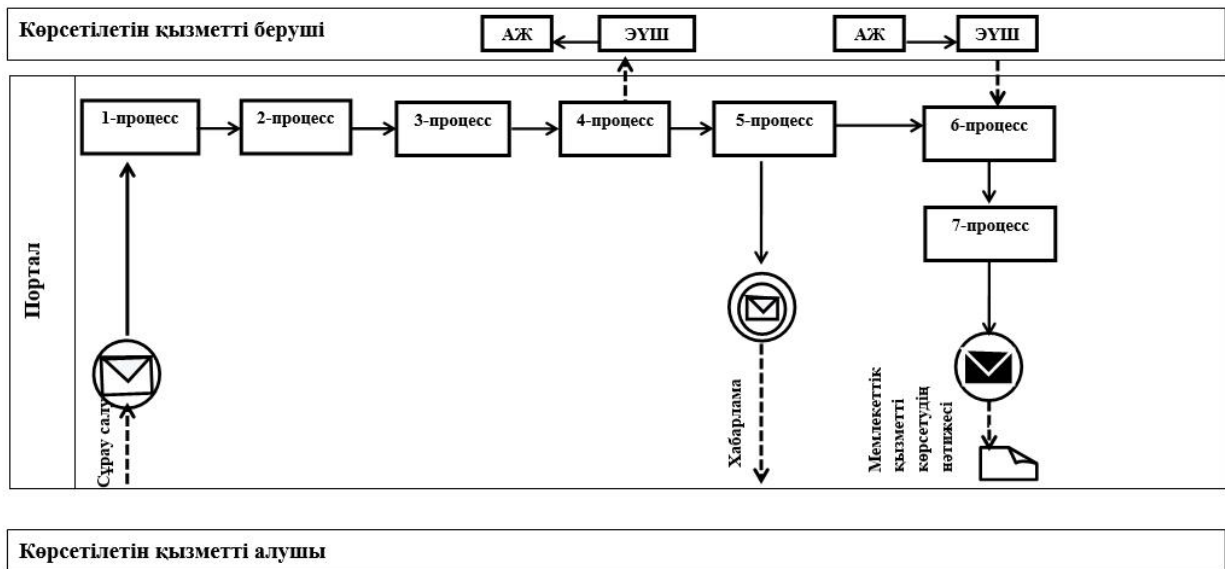 Көрсетілетін қызметті беруші
АЖ
ЭҮШ
АЖ
ЭҮШ
Портал
1-процесс
2-процесс
3-процесс
4-процесс
5-процесс
6-процесс
7-процесс
Сұрау салу
Хабарлама
Мемлекеттік
қызметті
көрсетудің
нәтижесі
Көрсетілетін қызметті алушы